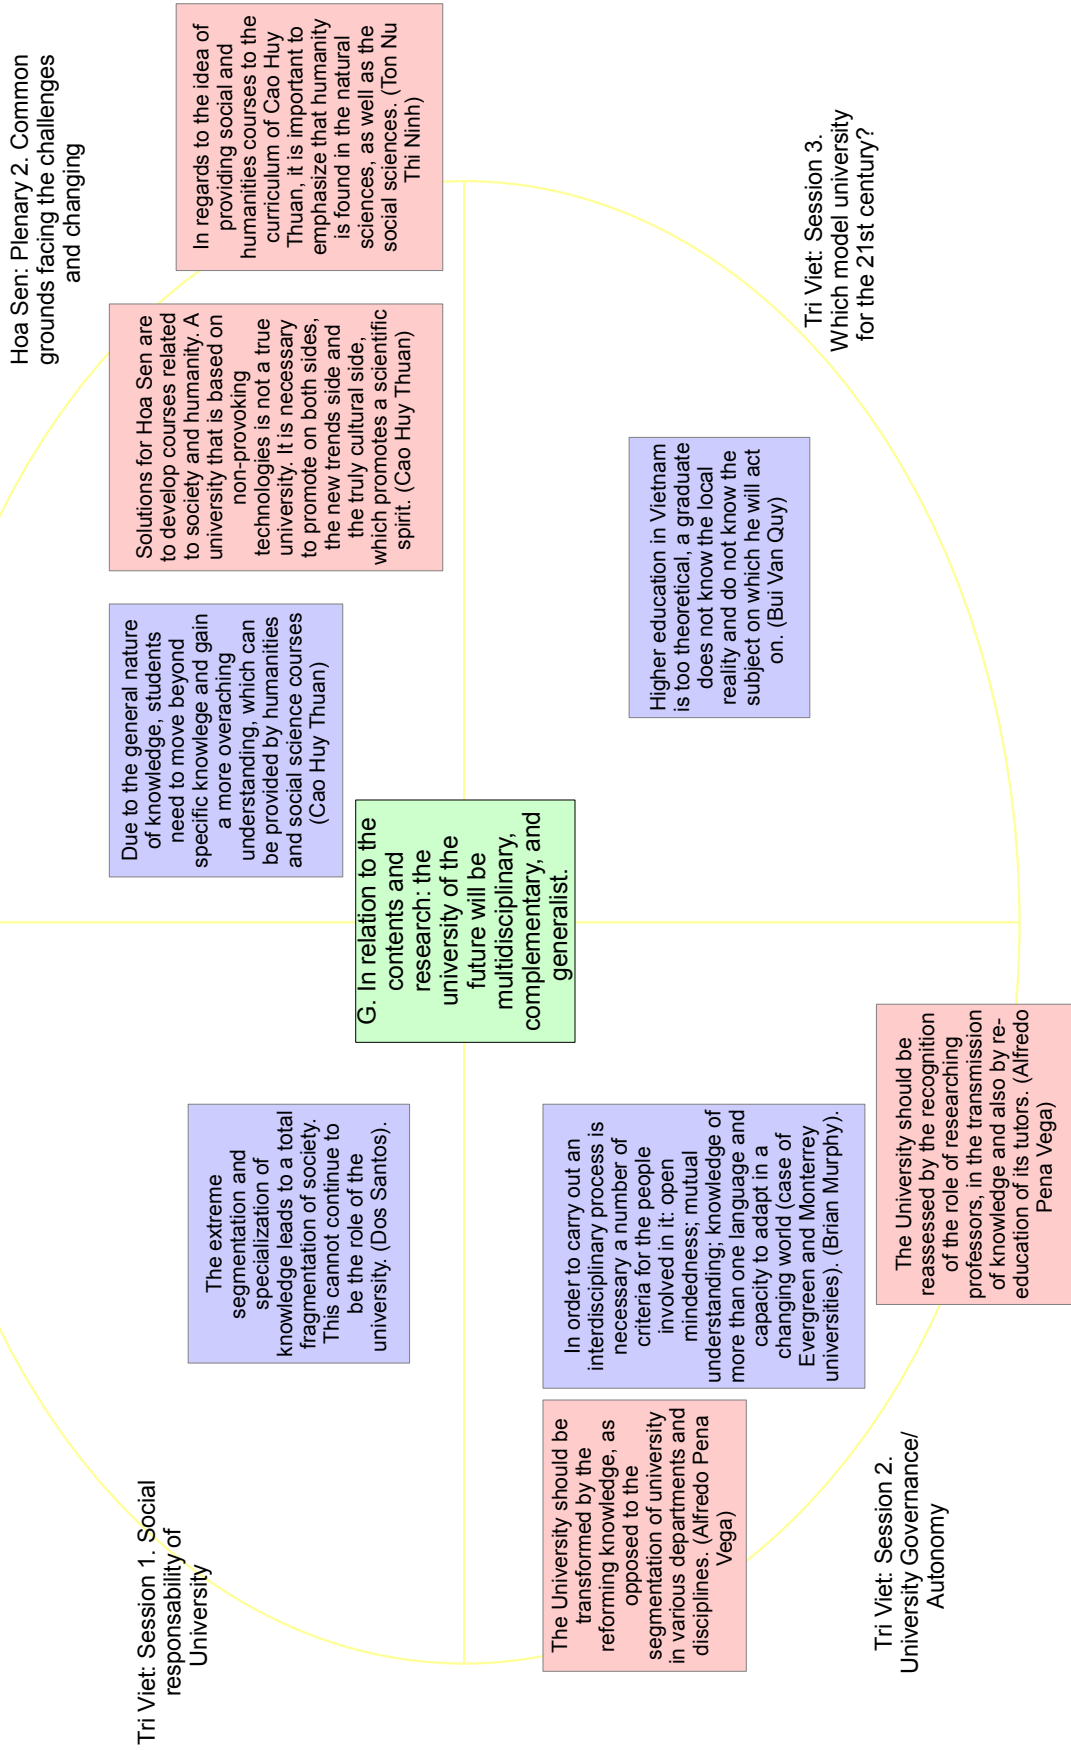 Tri Viet: Session 1. Social
responsability of
University
Hoa Sen: Plenary 2. Common
grounds facing the challenges
and changing
The extreme
segmentation and
specialization of
knowledge leads to a total
fragmentation of society.
This cannot continue to
be the role of the
university. (Dos Santos).
Due to the general nature
of knowledge, students
need to move beyond
specific knowlege and gain
a more overaching
understanding, which can
be provided by humanities
and social science courses
(Cao Huy Thuan)
Solutions for Hoa Sen are
to develop courses related
to society and humanity. A
university that is based on
non-provoking
technologies is not a true
university. It is necessary
to promote on both sides,
the new trends side and
the truly cultural side,
which promotes a scientific
spirit. (Cao Huy Thuan)
In regards to the idea of
providing social and
humanities courses to the
curriculum of Cao Huy
Thuan, it is important to
emphasize that humanity
is found in the natural
sciences, as well as the
social sciences. (Ton Nu
Thi Ninh)
G. In relation to the
contents and
research: the
university of the
future will be
multidisciplinary,
complementary, and
generalist.
The University should be
transformed by the
reforming knowledge, as
opposed to the
segmentation of university
in various departments and
disciplines. (Alfredo Pena
Vega)
In order to carry out an
interdisciplinary process is
necessary a number of
criteria for the people
involved in it: open
mindedness; mutual
understanding; knowledge of
more than one language and
capacity to adapt in a
changing world (case of
Evergreen and Monterrey
universities). (Brian Murphy).
Higher education in Vietnam
is too theoretical, a graduate
does not know the local
reality and do not know the
subject on which he will act
on. (Bui Van Quy)
The University should be
reassessed by the recognition
of the role of researching
professors, in the transmission
of knowledge and also by re-
education of its tutors. (Alfredo
Pena Vega)
Tri Viet: Session 2.
University Governance/
Autonomy
Tri Viet: Session 3.
Which model university
for the 21st century?